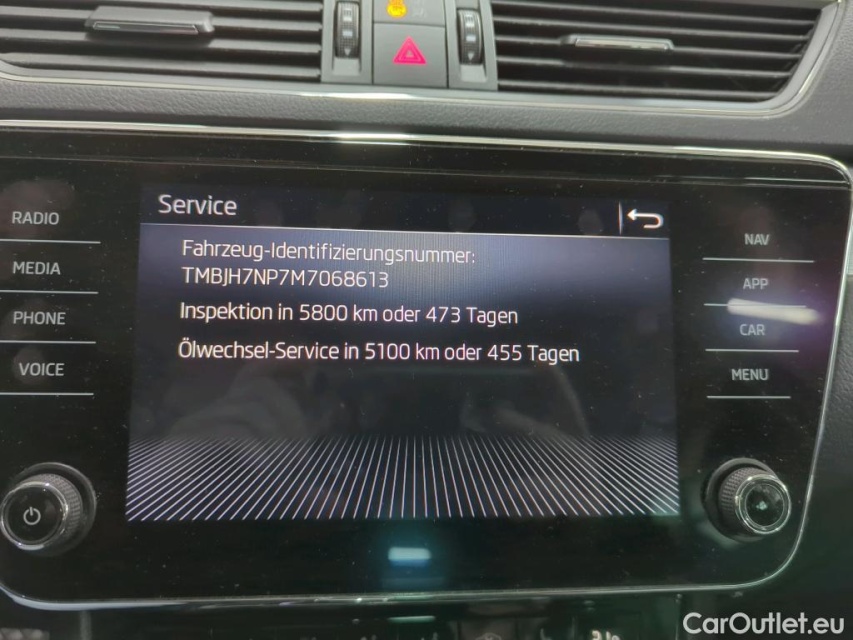 Service
RADIO
MEDIA
PHONE
VOICE
Fahrzeug-Identifizierungsnummer:
TMBJH7NP7M7068613
Inspektion in 5800 km oder 473 Tagen
Ölwechsel-Service in 5100 km oder 455 Tagen
NAV
APP
CAR
MENU
CarOutlet.eu